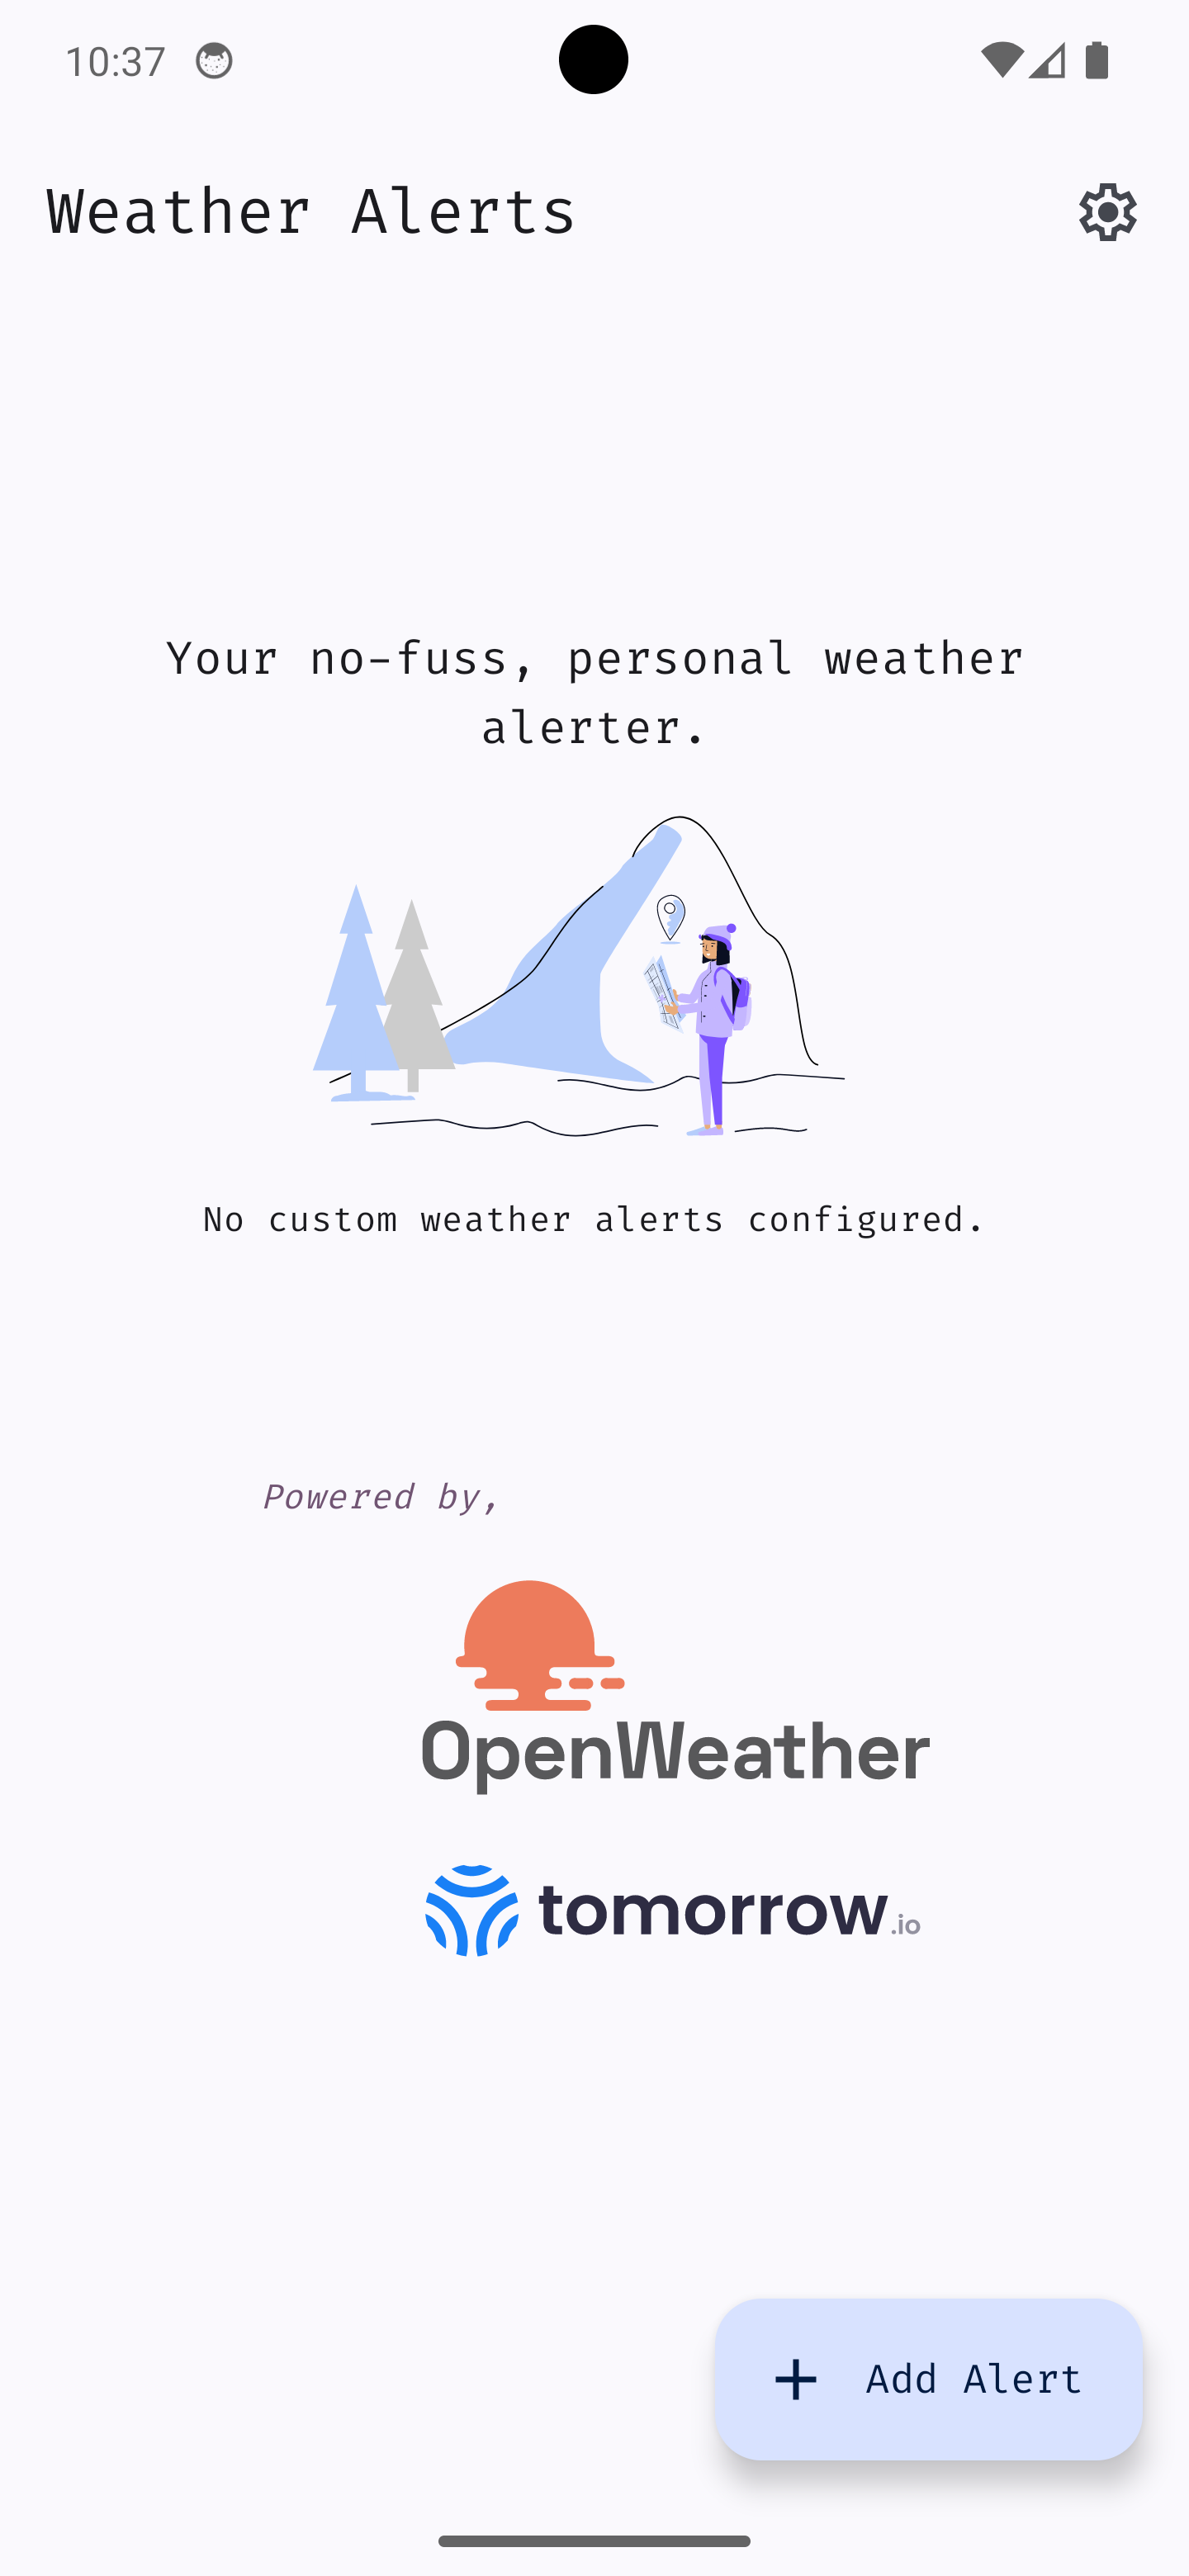 10:37
Weather Alerts
Your no-fuss, personal weather
alerter.
No custom weather alerts configured.
Powered by,
OpenWeather
tomorrow.io
Add Alert